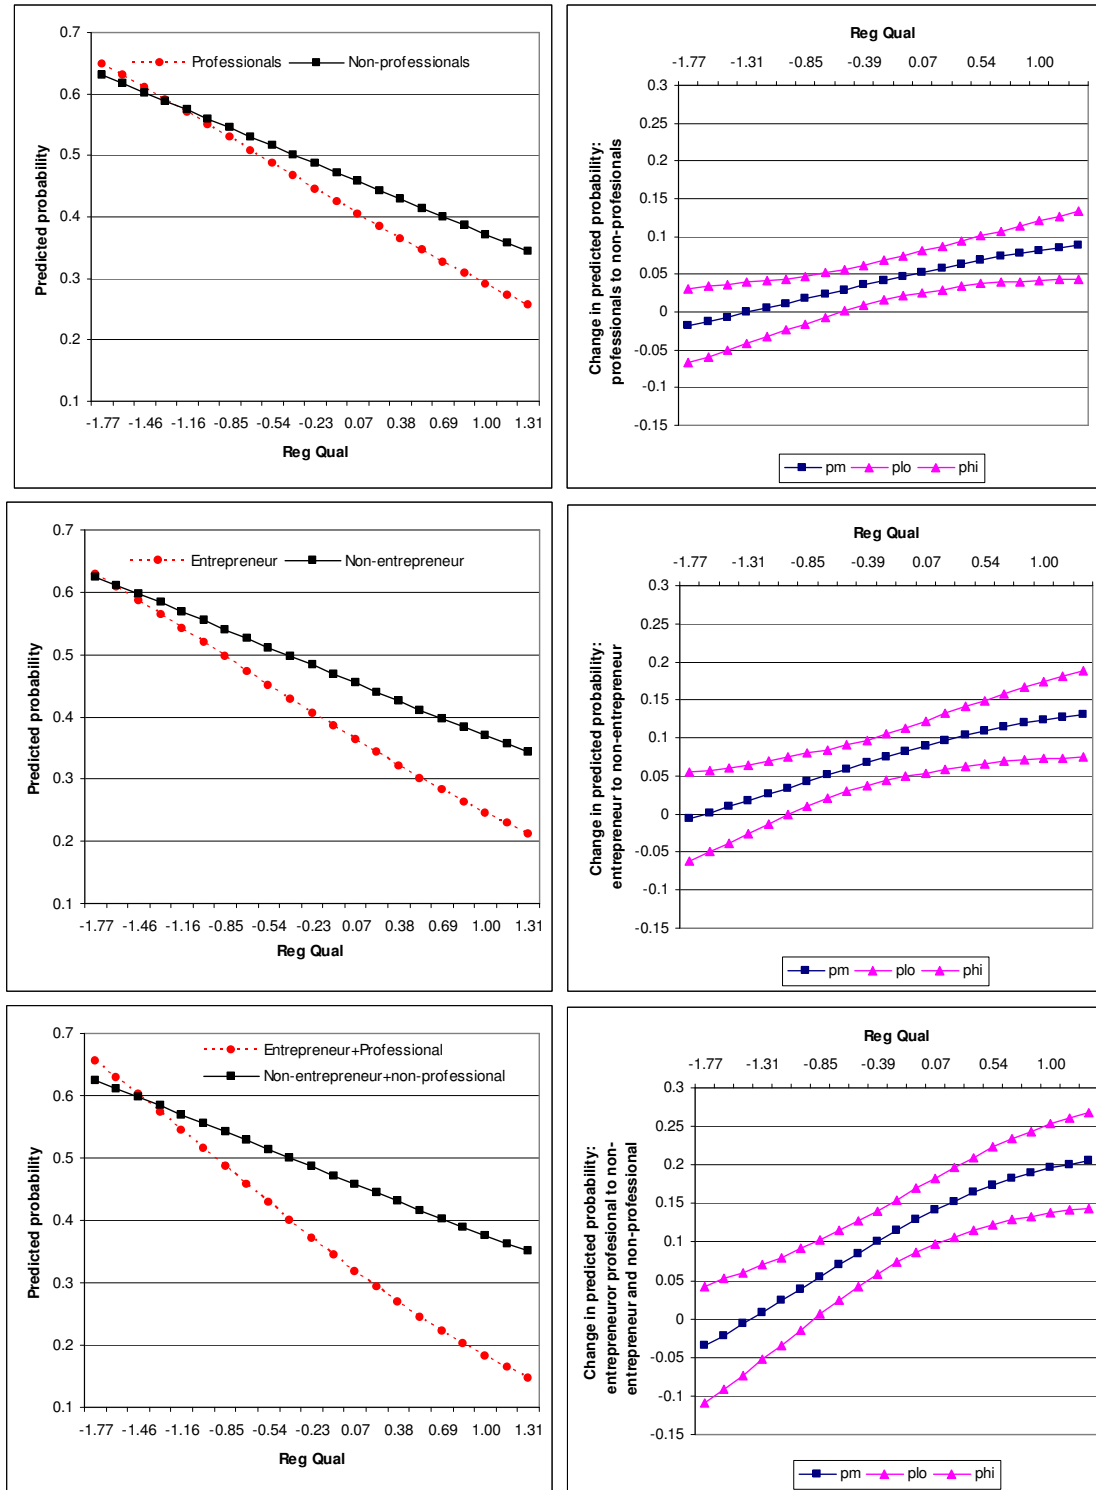 0.7
0.6
0.5
0.4
0.3
0.2
0.1
Predicted probability
Professionals Non-professionals
-1.77 -1.46 -1.16 -0.85 -0.54 -0.23 0.07 0.38 0.69 1.00 1.31
Reg Qual
Reg Qual
-1.77 -1.31 -0.85 -0.39 0.07 0.54 1.00
0.3
0.25
0.2
0.15
0.1
0.05
0
-0.05
-0.1
-0.15
Change in predicted probability:
professionals to non-profesionals
pm plo phi
0.7
0.6
0.5
0.4
0.3
0.2
0.1
Predicted probability
Entrepreneur Non-entrepreneur
-1.77 -1.46 -1.16 -0.85 -0.54 -0.23 0.07 0.38 0.69 1.00 1.31
Reg Qual
Reg Qual
-1.77 -1.31 -0.85 -0.39 0.07 0.54 1.00
0.3
0.25
0.2
0.15
0.1
0.05
0
-0.05
-0.1
-0.15
Change in predicted probability:
entrepreneur to non-entrepreneur
pm plo phi
0.7
0.6
0.5
0.4
0.3
0.2
0.1
Predicted probability
Entrepreneur+Professional
Non-entrepreneur+non-professional
-1.77 -1.46 -1.16 -0.85 -0.54 -0.23 0.07 0.38 0.69 1.00 1.31
Reg Qual
Reg Qual
-1.77 -1.31 -0.85 -0.39 0.07 0.54 1.00
0.3
0.25
0.2
0.15
0.1
0.05
0
-0.05
-0.1
-0.15
Change in predicted probability:
entrepreneuror profesional to non-
entrepreneur and non-professional
pm plo phi